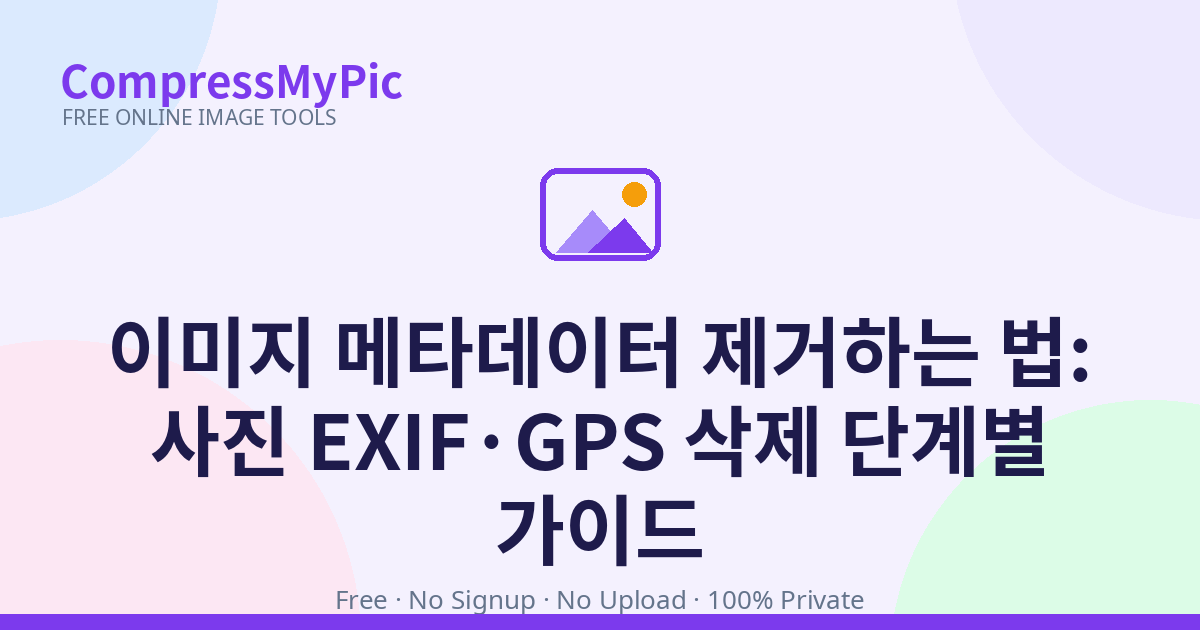 CompressMyPic
FREE ONLINE IMAGE TOOLS
이미지 메타데이터 제거하는 법:
사진 EXIF·GPS 삭제 단계별
가이드
Free · No Signup · No Upload · 100% Private